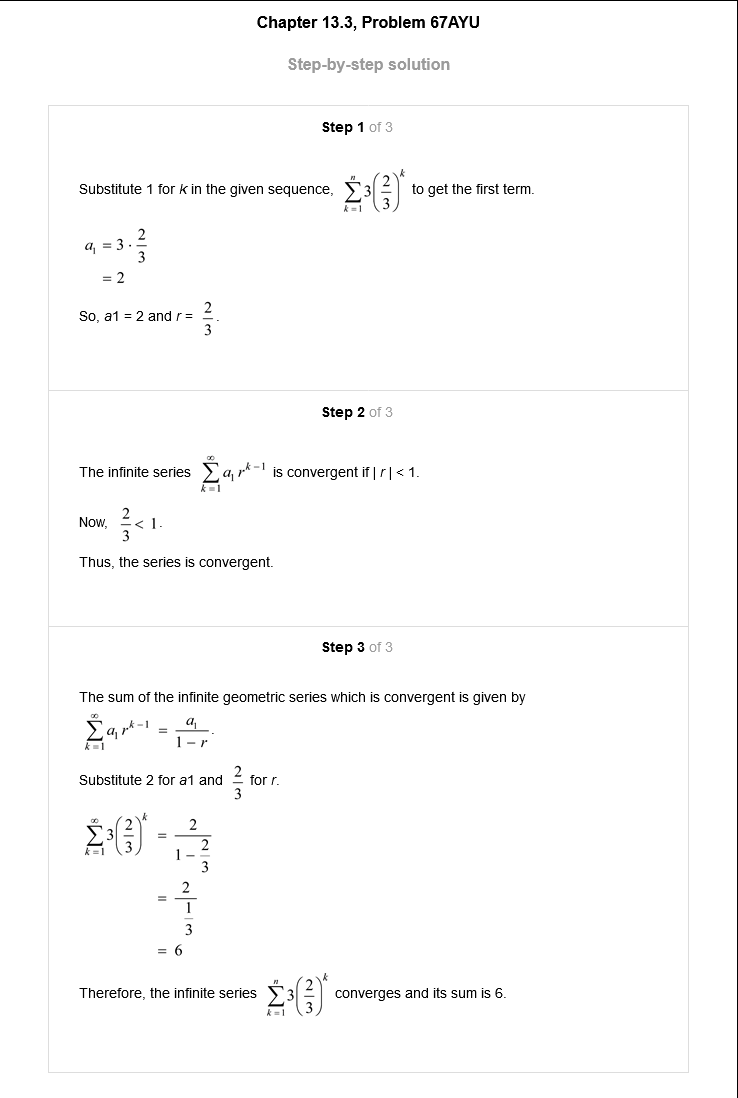 Chapter 13.3, Problem 67AYU
Step-by-step solution
Step 1 of 3
Substitute 1 for k in the given sequence, $\sum_{k=1}^{n} 3\left(\frac{2}{3}\right)^k$ to get the first term.
$a_1 = 3 \cdot \frac{2}{3}$
$= 2$
So, a1 = 2 and r = $\frac{2}{3}$.
Step 2 of 3
The infinite series $\sum_{k=1}^{\infty} a_1 r^{k-1}$ is convergent if | r | < 1.
Now, $\frac{2}{3} < 1$.
Thus, the series is convergent.
Step 3 of 3
The sum of the infinite geometric series which is convergent is given by
$\sum_{k=1}^{\infty} a_1 r^{k-1} = \frac{a_1}{1-r}$.
Substitute 2 for a1 and $\frac{2}{3}$ for r.
$\sum_{k=1}^{\infty} 3\left(\frac{2}{3}\right)^k = \frac{2}{1-\frac{2}{3}}$
$= \frac{2}{\frac{1}{3}}$
$= 6$
Therefore, the infinite series $\sum_{k=1}^{n} 3\left(\frac{2}{3}\right)^k$ converges and its sum is 6.